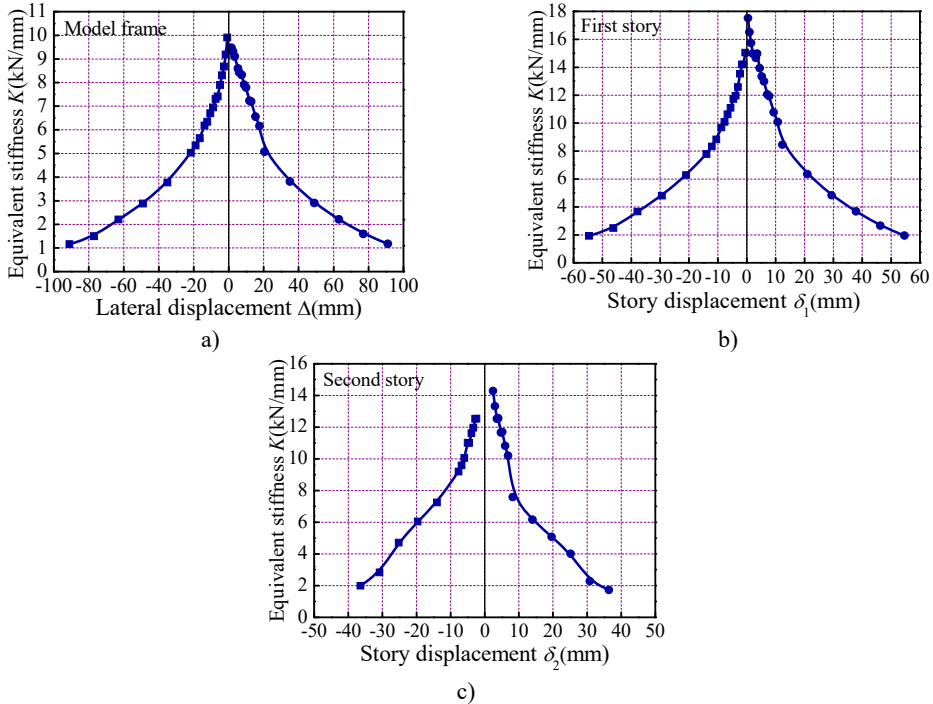 Model frame
Equivalent stiffness K(kN/mm)
11
10
9
8
7
6
5
4
3
2
1
0
-100 -80 -60 -40 -20 0 20 40 60 80 100
Lateral displacement Δ(mm)
a)
First story
Equivalent stiffness K(kN/mm)
18
16
14
12
10
8
6
4
2
0
-60 -50 -40 -30 -20 -10 0 10 20 30 40 50 60
Story displacement δ1(mm)
b)
Second story
Equivalent stiffness K(kN/mm)
16
14
12
10
8
6
4
2
0
-50 -40 -30 -20 -10 0 10 20 30 40 50
Story displacement δ2(mm)
c)